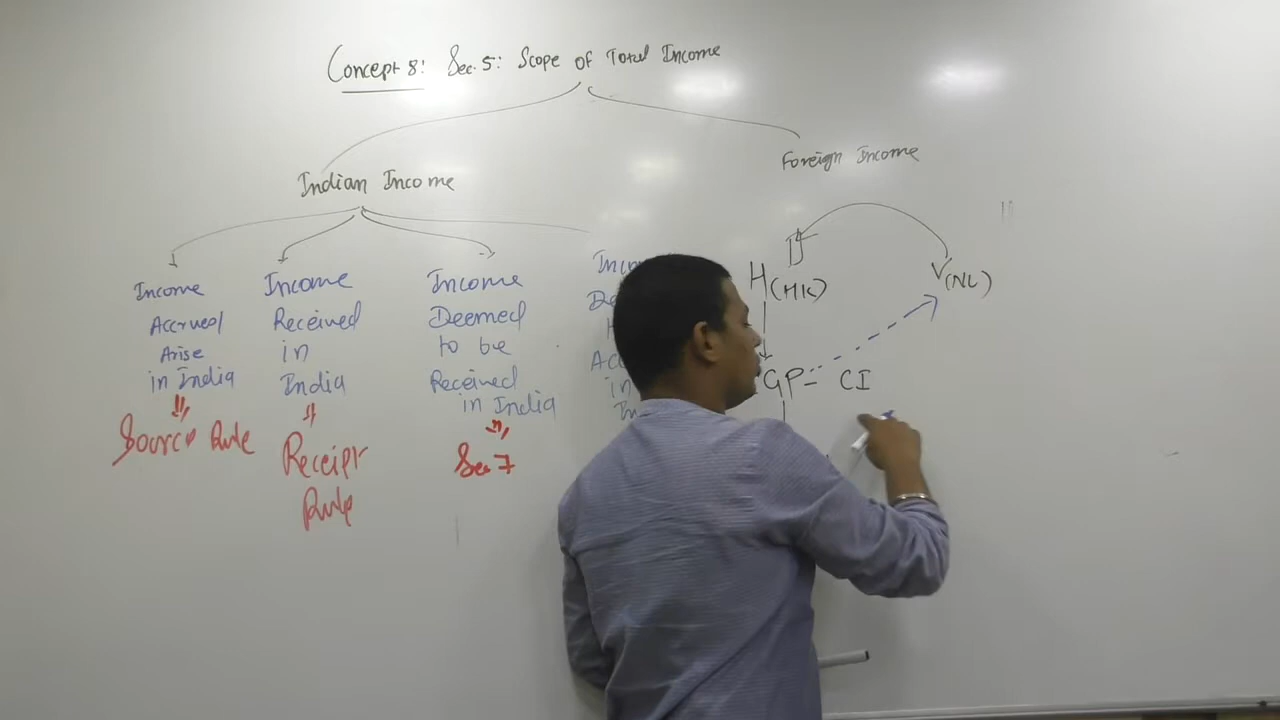 Concept 8: Sec. 5: Scope of Total Income
Indian Income
Foreign Income
Income
Accrued/
Arise
in India
Source Rule
Income
Received
in
India
Receipt
Rule
Income
Deemed
to be
Received
in India
Sec 7
H (HK)
V (NL)
GP = CI